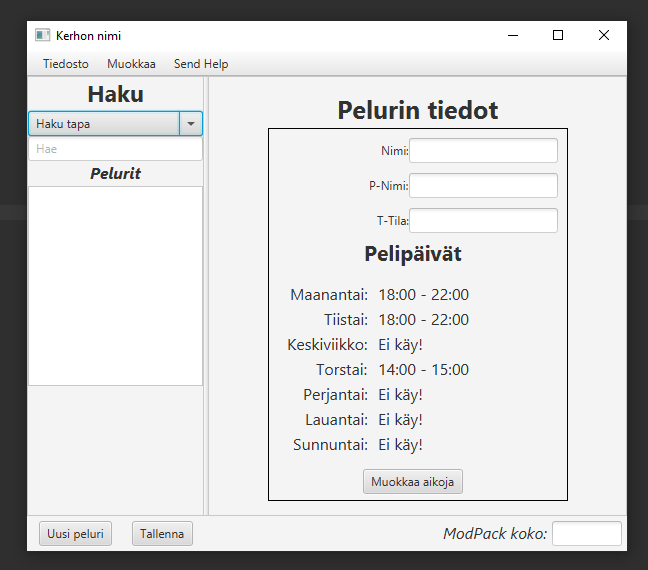 Kerhon nimi
Tiedosto Muokkaa Send Help
Haku
Haku tapa
Hae
Pelurit
Pelurin tiedot
Nimi:
P-Nimi:
T-Tila:
Pelipäivät
Maanantai: 18:00 - 22:00
Tiistai: 18:00 - 22:00
Keskiviikko: Ei käy!
Torstai: 14:00 - 15:00
Perjantai: Ei käy!
Lauantai: Ei käy!
Sunnuntai: Ei käy!
Muokkaa aikoja
Uusi peluri Tallenna ModPack koko: